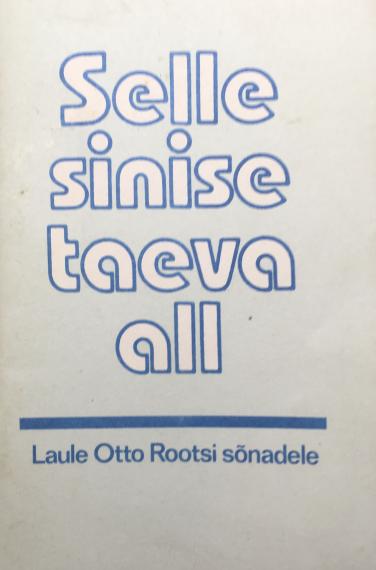 Selle
sinise
taeva
all
Laule Otto Rootsi sõnadele